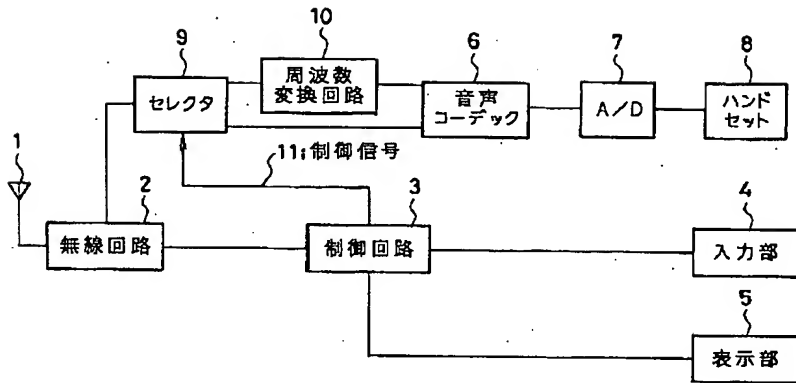 10
周波数
変換回路
9
セレクタ
6
音声
コーデック
7
A/D
8
ハンド
セット
11;制御信号
1
2
無線回路
3
制御回路
4
入力部
5
表示部